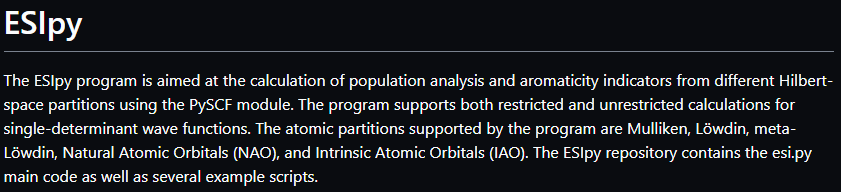 ESIpy
The ESIpy program is aimed at the calculation of population analysis and aromaticity indicators from different Hilbert-
space partitions using the PySCF module. The program supports both restricted and unrestricted calculations for
single-determinant wave functions. The atomic partitions supported by the program are Mulliken, Löwdin, meta-
Löwdin, Natural Atomic Orbitals (NAO), and Intrinsic Atomic Orbitals (IAO). The ESIpy repository contains the esi.py
main code as well as several example scripts.